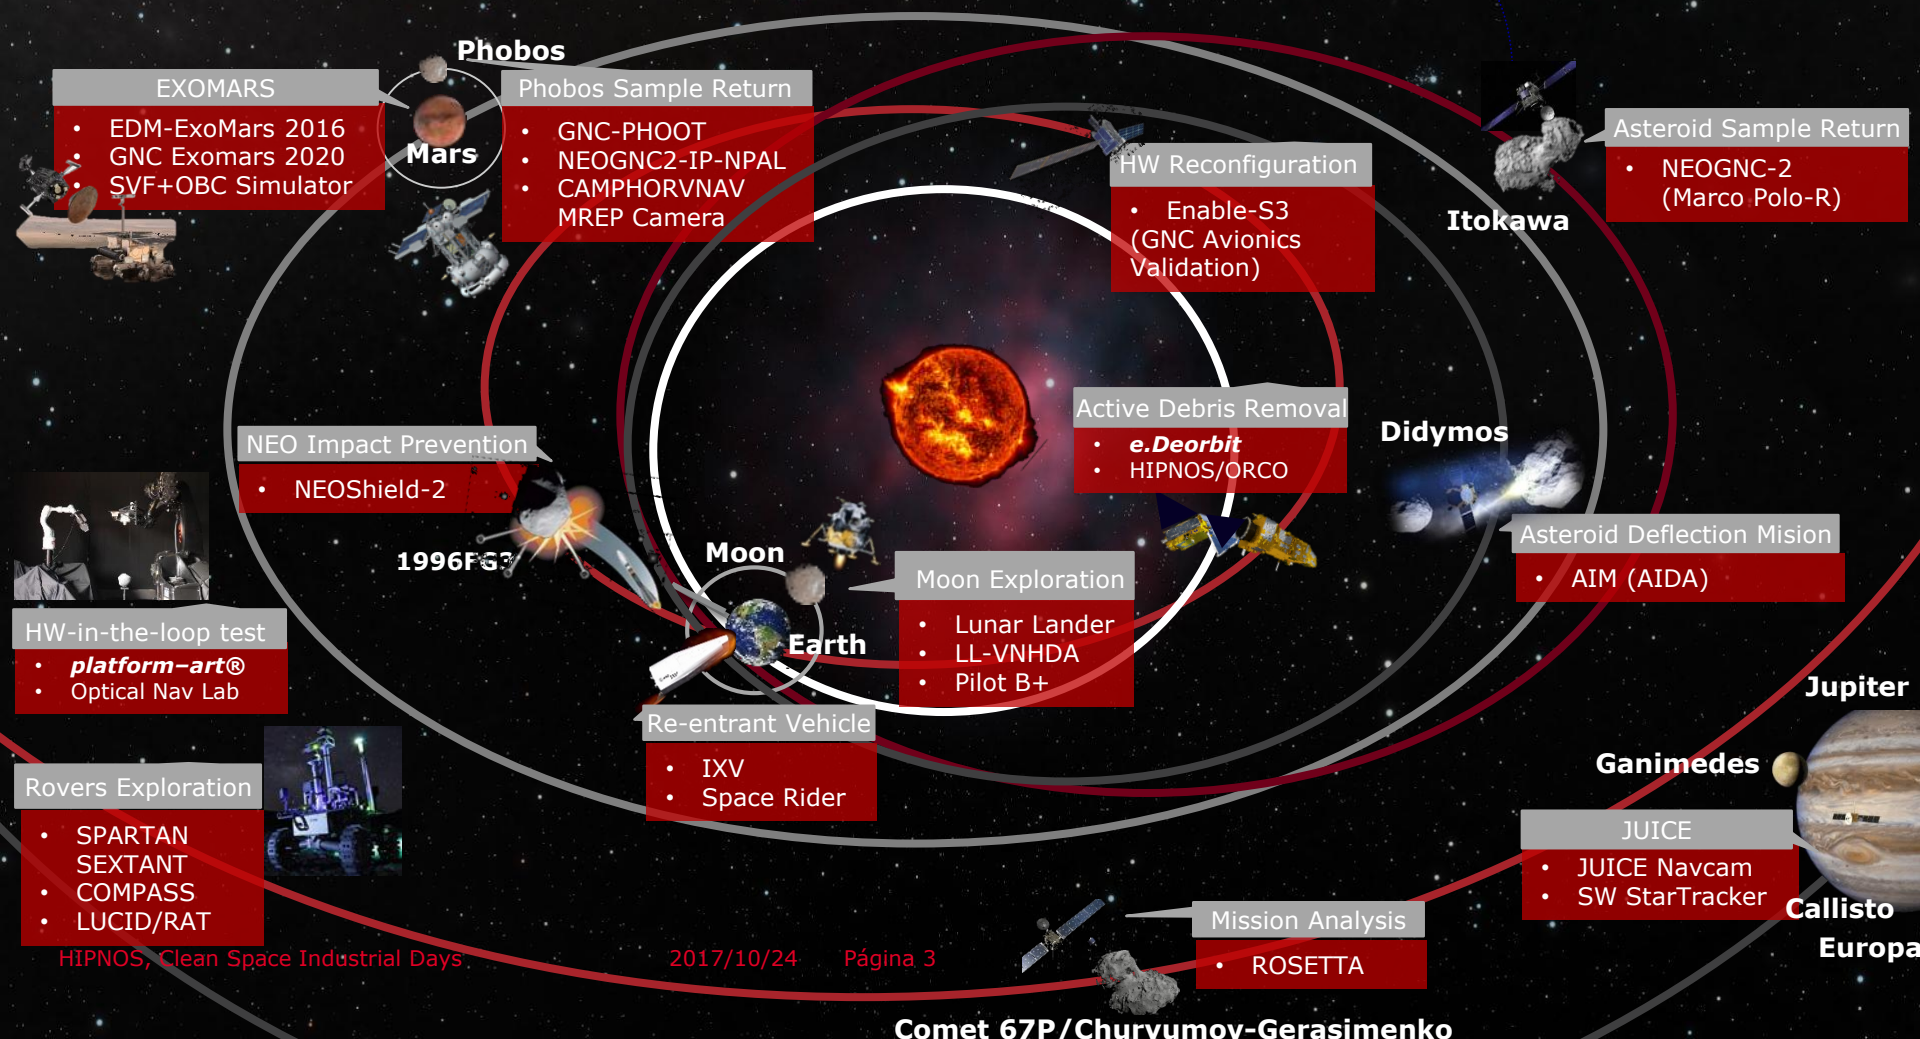 Phobos
EXOMARS
• EDM-ExoMars 2016
• GNC Exomars 2020
• SVF+OBC Simulator
Mars
Phobos Sample Return
• GNC-PHOOT
• NEOGNC2-IP-NPAL
• CAMPHORVNAV
MREP Camera
HW Reconfiguration
• Enable-S3
(GNC Avionics
Validation)
Asteroid Sample Return
• NEOGNC-2
(Marco Polo-R)
Itokawa
NEO Impact Prevention
• NEOShield-2
1996FG3
Active Debris Removal
• e.Deorbit
• HIPNOS/ORCO
Didymos
Asteroid Deflection Mision
• AIM (AIDA)
Moon
Earth
Moon Exploration
• Lunar Lander
• LL-VNHDA
• Pilot B+
HW-in-the-loop test
• platform–art®
• Optical Nav Lab
Re-entrant Vehicle
• IXV
• Space Rider
Rovers Exploration
• SPARTAN
SEXTANT
• COMPASS
• LUCID/RAT
Jupiter
Ganimedes
JUICE
• JUICE Navcam
• SW StarTracker
Callisto
Europa
Mission Analysis
• ROSETTA
Comet 67P/Churyumov-Gerasimenko
HIPNOS, Clean Space Industrial Days 2017/10/24 Página 3